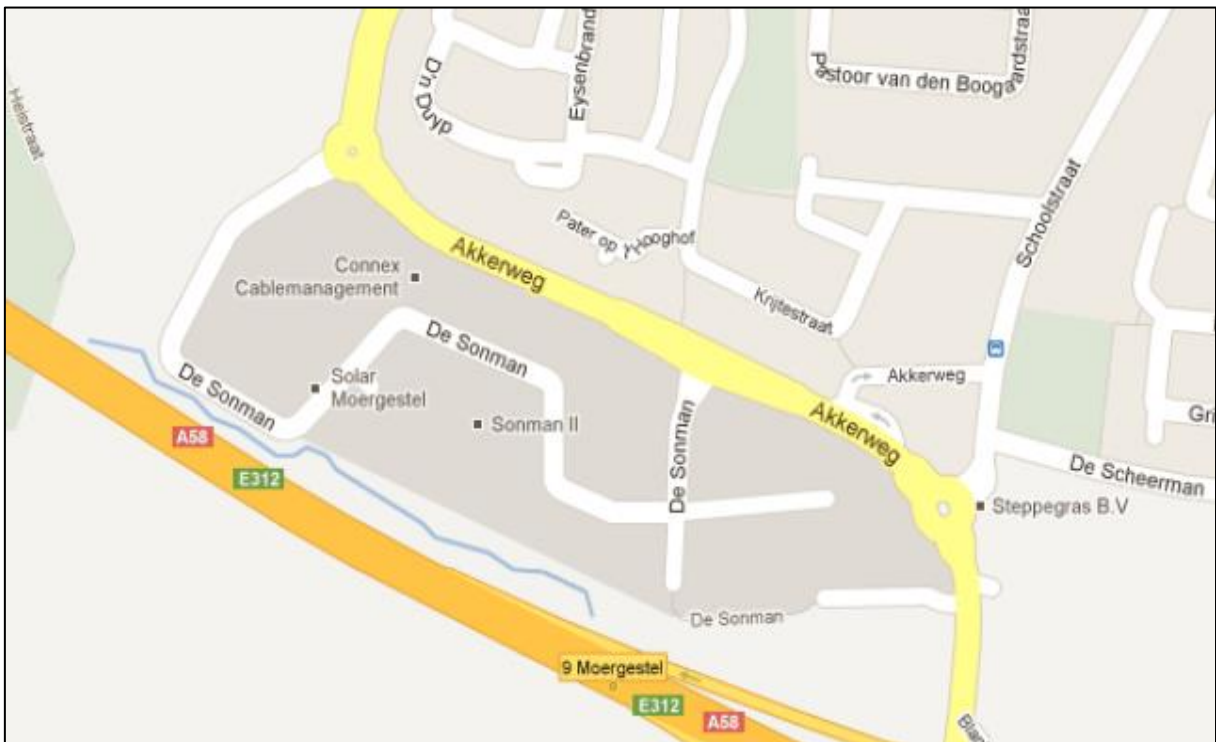 D'n Duyp
Eysenbrand
Pastoor van den Boogaardstraat
Heistraat
Schoolstraat
Pater op
Hooghof
Akkerweg
Connex
Cablemanagement
Krijtestraat
De Sonman
Solar
Moergestel
De Sonman
Akkerweg
Sonman II
Akkerweg
De Sonman
Gri
A58
E312
De Scheerman
Steppegras B.V
De Sonman
9 Moergestel
E312
A58